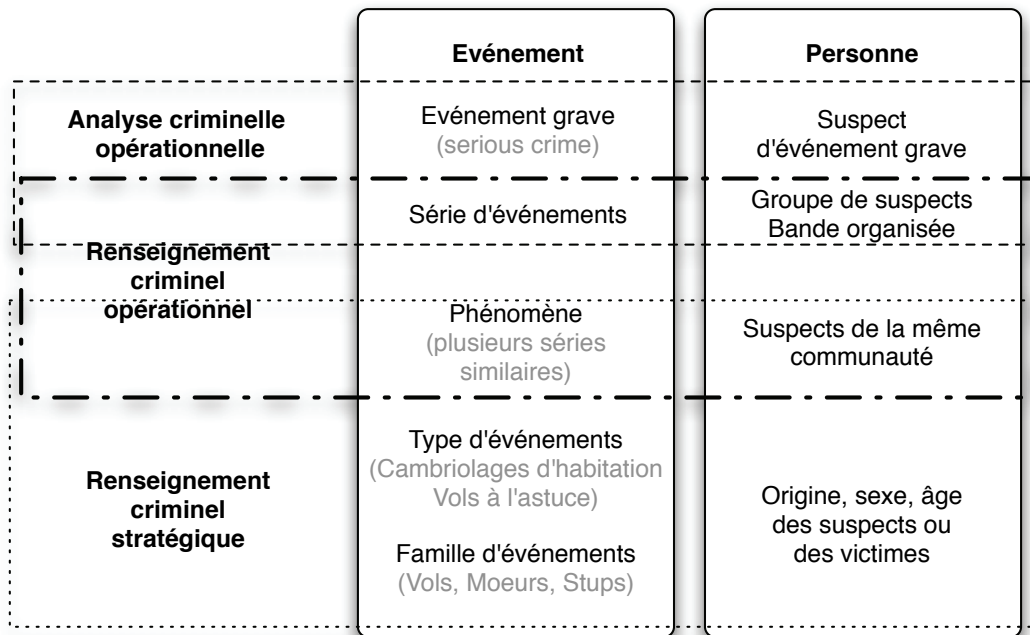 Evénement
Personne
Analyse criminelle
opérationnelle
Evénement grave
(serious crime)
Suspect
d'événement grave
Renseignement
criminel
opérationnel
Série d'événements
Groupe de suspects
Bande organisée
Phénomène
(plusieurs séries
similaires)
Suspects de la même
communauté
Renseignement
criminel
stratégique
Type d'événements
(Cambriolages d'habitation
Vols à l'astuce)
Famille d'événements
(Vols, Moeurs, Stups)
Origine, sexe, âge
des suspects ou
des victimes